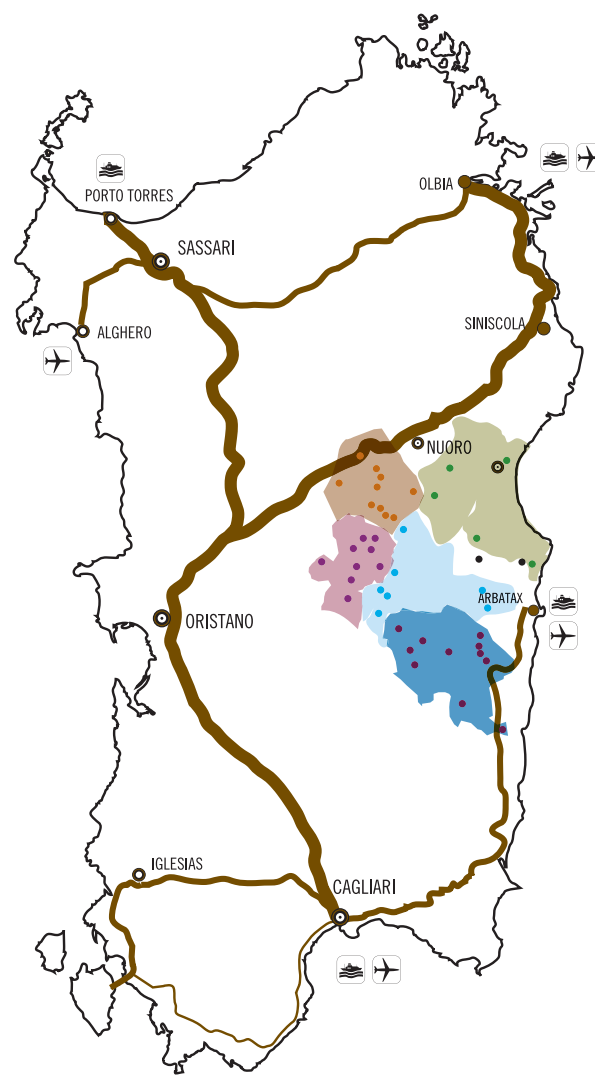 OLBIA
PORTO TORRES
SASSARI
SINISCOLA
ALGHERO
NUORO
ARBATAX
ORISTANO
IGLESIAS
CAGLIARI